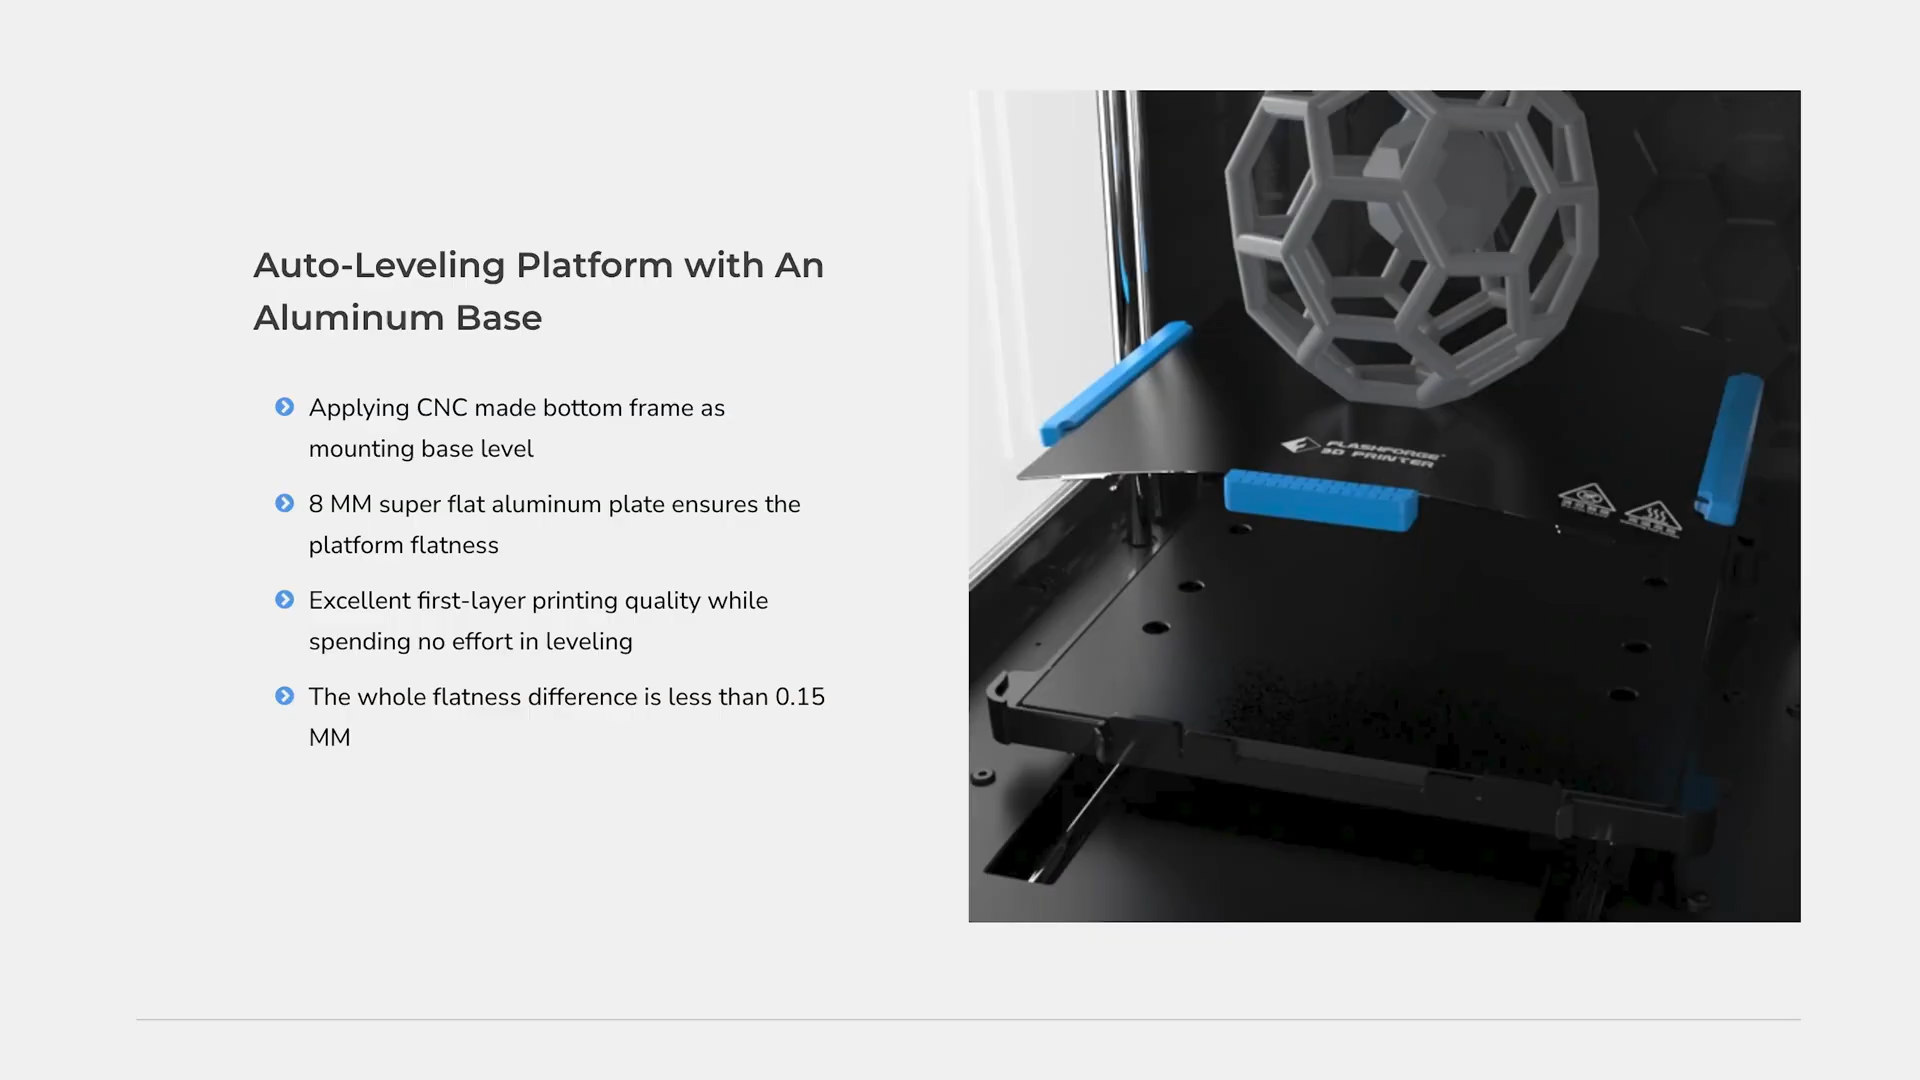 Auto-Leveling Platform with An
Aluminum Base
Applying CNC made bottom frame as
mounting base level
8 MM super flat aluminum plate ensures the
platform flatness
Excellent first-layer printing quality while
spending no effort in leveling
The whole flatness difference is less than 0.15
MM
FLASHFORGE
3D PRINTER